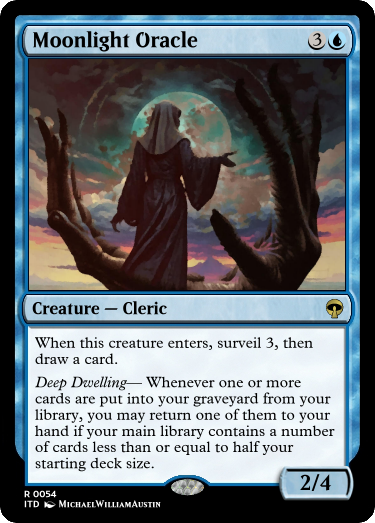 Moonlight Oracle 3
Creature — Cleric
When this creature enters, surveil 3, then
draw a card.
Deep Dwelling— Whenever one or more
cards are put into your graveyard from your
library, you may return one of them to your
hand if your main library contains a number
of cards less than or equal to half your
starting deck size.
2/4
R 0054
ITD MichaelWilliamAustin